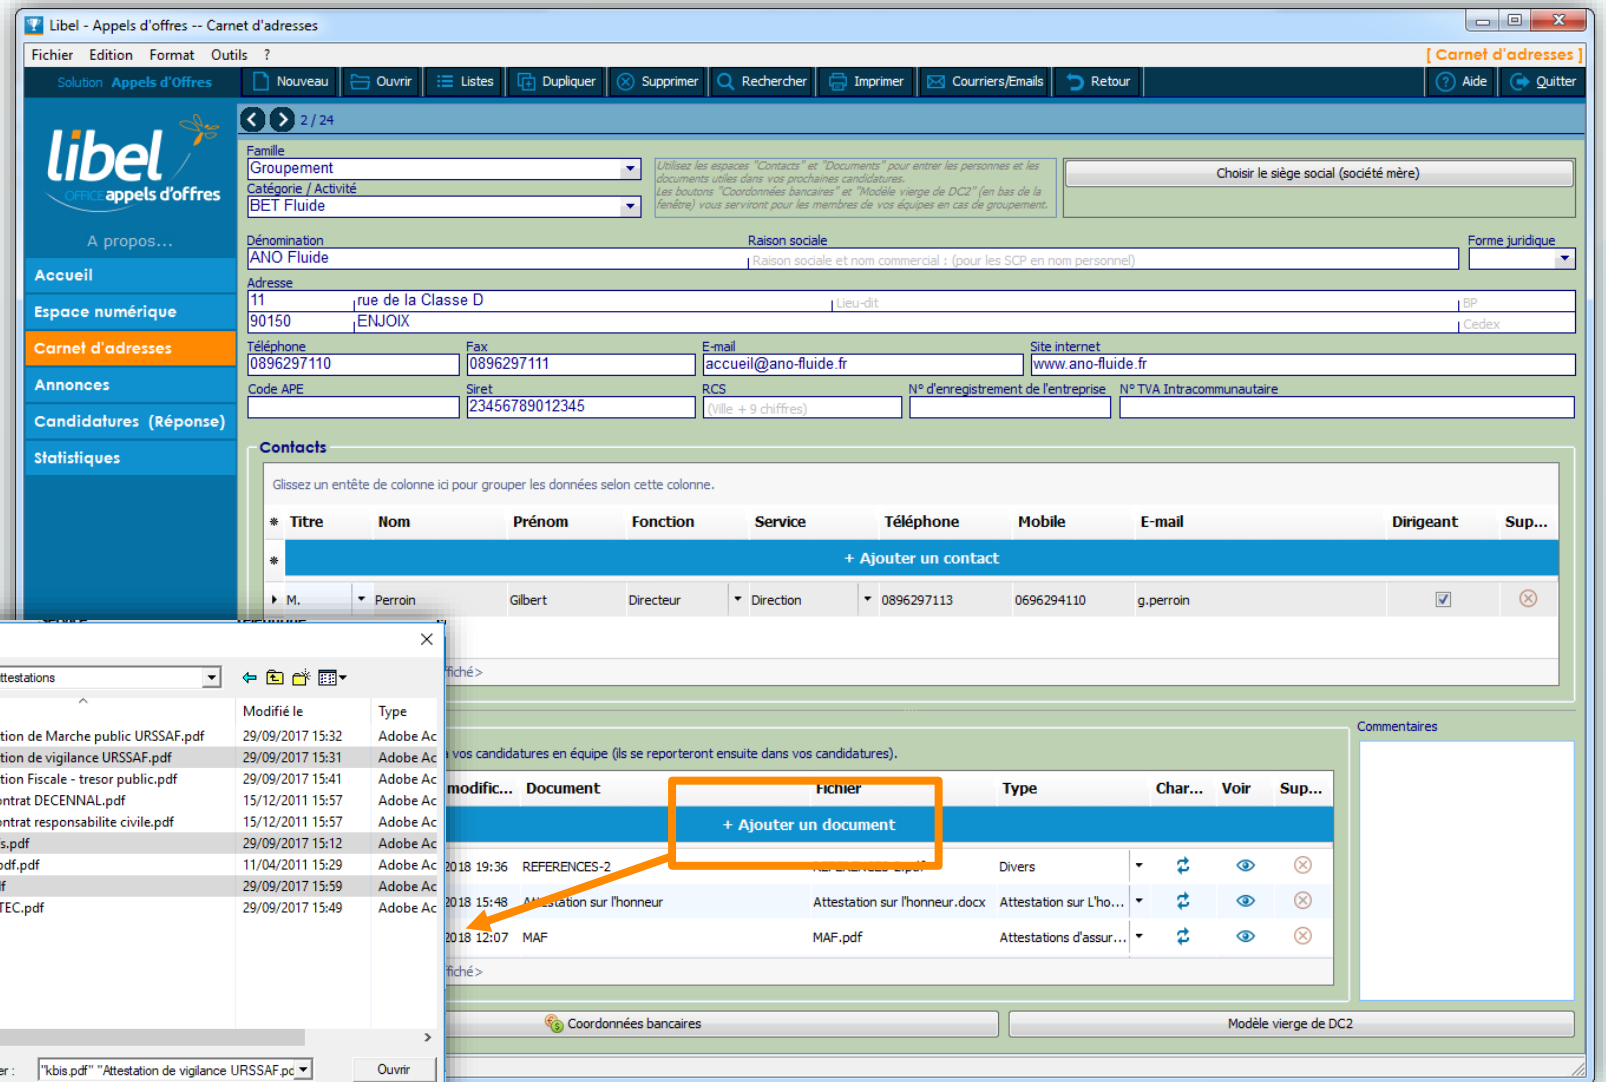 Libel - Appels d'offres -- Carnet d'adresses
Fichier Edition Format Outils ?
[ Carnet d'adresses ]
Solution Appels d'Offres
Nouveau Ouvrir Listes Dupliquer Supprimer Rechercher Imprimer Courriers/Emails Retour Aide Quitter
2 / 24
libel
OFFICE appels d'offres
A propos...
Accueil
Espace numérique
Carnet d'adresses
Annonces
Candidatures (Réponse)
Statistiques
Famille
Groupement
Catégorie / Activité
BET Fluide
Utilisez les espaces "Contacts" et "Documents" pour entrer les personnes et les
documents utiles dans vos prochaines candidatures.
Les boutons "Coordonnées bancaires" et "Modèle vierge de DC2" (en bas de la
fenêtre) vous serviront pour les membres de vos équipes en cas de groupement.
Choisir le siège social (société mère)
Dénomination Raison sociale Forme juridique
ANO Fluide Raison sociale et nom commercial : (pour les SCP en nom personnel)
Adresse
11 rue de la Classe D Lieu-dit BP
90150 ENJOIX Cedex
Téléphone Fax E-mail Site internet
0896297110 0896297111 accueil@ano-fluide.fr www.ano-fluide.fr
Code APE Siret RCS N° d'enregistrement de l'entreprise N° TVA Intracommunautaire
23456789012345 (Ville + 9 chiffres)
Contacts
Glissez un entête de colonne ici pour grouper les données selon cette colonne.
Titre Nom Prénom Fonction Service Téléphone Mobile E-mail Dirigeant Sup...
+ Ajouter un contact
M. Perroin Gilbert Directeur Direction 0896297113 0696294110 g.perroin
fiché>
Commentaires
à vos candidatures en équipe (ils se reporteront ensuite dans vos candidatures).
modific... Document Fichier Type Char... Voir Sup...
+ Ajouter un document
2018 19:36 REFERENCES-2 REFERENCES-2.pdf Divers
2018 15:48 Attestation sur l'honneur Attestation sur l'honneur.docx Attestation sur L'ho...
2018 12:07 MAF MAF.pdf Attestations d'assur...
fiché>
Coordonnées bancaires
Modèle vierge de DC2
ttestations
Modifié le Type
tion de Marche public URSSAF.pdf 29/09/2017 15:32 Adobe Ac
tion de vigilance URSSAF.pdf 29/09/2017 15:31 Adobe Ac
tion Fiscale - tresor public.pdf 29/09/2017 15:41 Adobe Ac
ontrat DECENNAL.pdf 15/12/2011 15:57 Adobe Ac
ontrat responsabilite civile.pdf 15/12/2011 15:57 Adobe Ac
s.pdf 29/09/2017 15:12 Adobe Ac
pdf.pdf 11/04/2011 15:29 Adobe Ac
lf 29/09/2017 15:59 Adobe Ac
TEC.pdf 29/09/2017 15:49 Adobe Ac
er : "kbis.pdf" "Attestation de vigilance URSSAF.pd Ouvrir